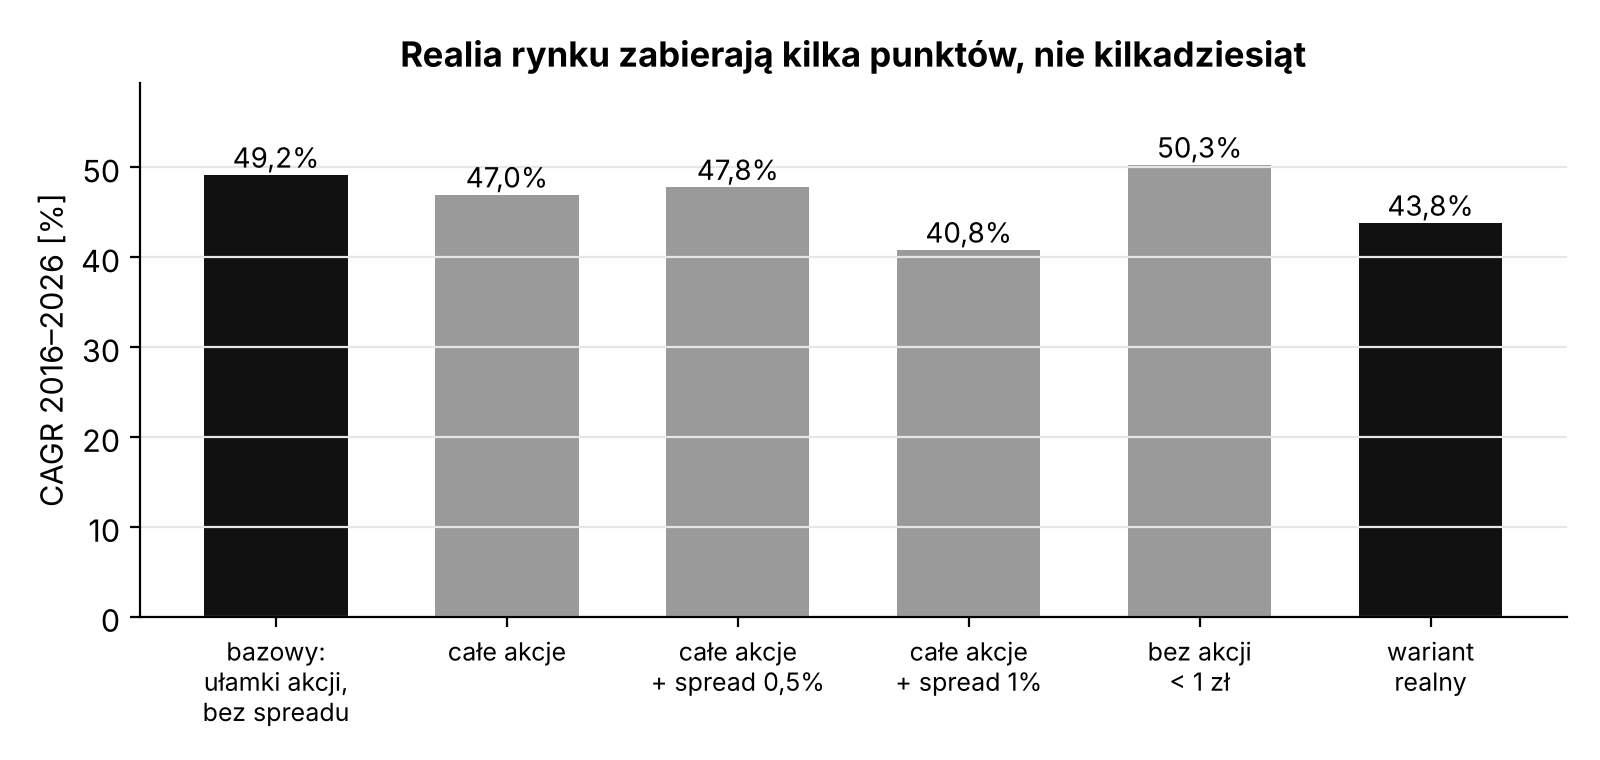 Realia rynku zabierają kilka punktów, nie kilkadziesiąt
CAGR 2016–2026 [%]
50
40
30
20
10
0
49,2%
47,0%
47,8%
40,8%
50,3%
43,8%
bazowy:
ułamki akcji,
bez spreadu
całe akcje
całe akcje
+ spread 0,5%
całe akcje
+ spread 1%
bez akcji
< 1 zł
wariant
realny